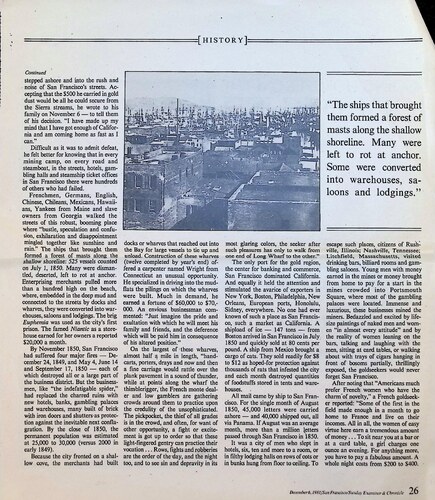 [HISTORY]
Continued
stepped ashore and into the rush and
noise of San Francisco's streets. Ac-
cepting that the $500 he carried in gold
dust would be all he could secure from
the Sierra streams, he wrote to his
family on November 6 — to tell them
of his decision. "I have made up
my mind that I have got enough of Califor-
nia and am coming home as fast as I
can."
Difficult as it was to admit defeat,
he felt better for knowing that in every
mining camp, on every road and
steamboat, in the streets, hotels, gam-
bling halls and steamship ticket offices
in San Francisco there were hundreds
of others who had failed.
Frenchmen, Germans, English,
Chinese, Chileans, Mexicans, Hawaii-
ans, Yankees from Maine and slave
owners from Georgia walked the
streets of this robust, booming place
where "bustle, speculation and confu-
sion, exhaustion and disappointment
mingled together like sunshine and
rain." The ships that brought them
formed a forest of masts along the
shallow shoreline: 525 vessels counted
on July 1, 1850. Many were disman-
tled, deserted, left to rot at anchor.
Enterprising merchants pulled more
than a hundred high on the beach,
where, embedded in the deep mud and
connected to the streets by docks and
wharves, they were converted into ware-
houses, saloons and lodgings. The brig
Euphemia was used as the city's first
prison. The famed Niantic as a store-
house earned for her owners a reported
$20,000 a month.
By November 1850, San Francisco
had suffered four major fires — De-
cember 24, 1849, and May 4, June 14
and September 17, 1850 — each of
which destroyed all or a large part of
the business district. But the business-
men, like "the indefatigable spider,"
had replaced the charred ruins with
new hotels, banks, gambling palaces
and warehouses, many built of brick
with iron doors and shutters as protec-
tion against the inevitable next confla-
gration. By the close of 1850, the
permanent population was estimated
at 25,000 to 30,000 (versus 2000 in
early 1849).
Because the city fronted on a shal-
low cove, the merchants had built
docks or wharves that reached out into
the Bay for large vessels to tie up and
unload. Construction of these wharves
(twelve completed by year's end) of-
fered a carpenter named Wright from
Connecticut an unusual opportunity.
He specialized in driving into the mud-
flats the pilings on which the wharves
were built. Much in demand, he
earned a fortune of $60,000 to $70,-
000. An envious businessman com-
mented: "Just imagine the pride and
exultation with which he will meet his
family and friends, and the deference
which will be paid him in consequence
of his altered position."
On the largest of these wharves,
almost half a mile in length, "hand-
carts, porters, drays and now and then
a fine carriage would rattle over the
plank pavement to a sound of thunder,
while at points along the wharf the
thimblerigger, the French monte deal-
er and low gamblers are gathering
crowds around them to practice upon
the credulity of the unsophisticated.
The pickpocket, the thief of all grades
is in the crowd, and often, for want
of opportunity, a fight or some excite-
ment is got up to order so that these
light-fingered gentry can practice their
vocation . . . Rows, fights and robberies
are the order of the day, and the night
too, and to see sin and depravity in its
most glaring colors, the seeker after
such pleasures has only to walk from
one end of Long Wharf to the other."
The only port for the gold region,
the center for banking and commerce,
San Francisco dominated California.
And equally it held the attention and
stimulated the avarice of exporters in
New York, Boston, Philadelphia, New
Orleans, European ports, Honolulu,
Sidney, everywhere. No one had ever
known of such a place as San Francis-
co, such a market as California. A
shipload of ice — 147 tons — from
Boston arrived in San Francisco in July
1850 and quickly sold at 80 cents per
pound. A ship from Mexico brought a
cargo of cats. They sold readily for $8
to $12 as hoped-for protection against
thousands of rats that infested the city
and each month destroyed quantities
of foodstuffs stored in tents and ware-
houses.
All mail came by ship to San Fran-
cisco. For the single month of August
1850, 45,000 letters were carried
ashore — and 40,000 shipped out, all
via Panama. If August was an average
month, more than a million letters
passed through San Francisco in 1850.
It was a city of men who slept in
hotels, six, ten and more to a room, or
in filthy lodging halls on rows of cots or
in bunks hung from floor to ceiling. To
"The ships that brought
them formed a forest of
masts along the shallow
shoreline. Many were
left to rot at anchor.
Some were converted
into warehouses, sa-
loons and lodgings."
escape such places, citizens of Rush-
ville, Illinois; Nashville, Tennessee;
Litchfield, Massachusetts, visited
drinking bars, billiard rooms and gam-
bling saloons. Young men with money
earned in the mines or money brought
from home to pay for a start in the
mines crowded into Portsmouth
Square, where most of the gambling
palaces were located. Immense and
luxurious, these businesses ruined the
miners. Bedazzled and excited by life-
size paintings of naked men and wom-
en "in almost every attitude" and by
the reality of women leaning on the
bars, talking and laughing with the
men, sitting at card tables, or walking
about with trays of cigars hanging in
front of bosoms partially, temptingly
exposed, the goldseekers would never
forget San Francisco.
After noting that "Americans much
prefer French women who have the
charm of novelty," a French goldseek-
er reported: "Some of the first in the
field made enough in a month to go
home to France and live on their
incomes. All in all, the women of easy
virtue here earn a tremendous amount
of money . . . To sit near you at a bar or
at a card table, a girl charges one
ounce an evening. For anything more,
you have to pay a fabulous amount. A
whole night costs from $200 to $400.
December 6, 1981/San Francisco Sunday Examiner & Chronicle 26